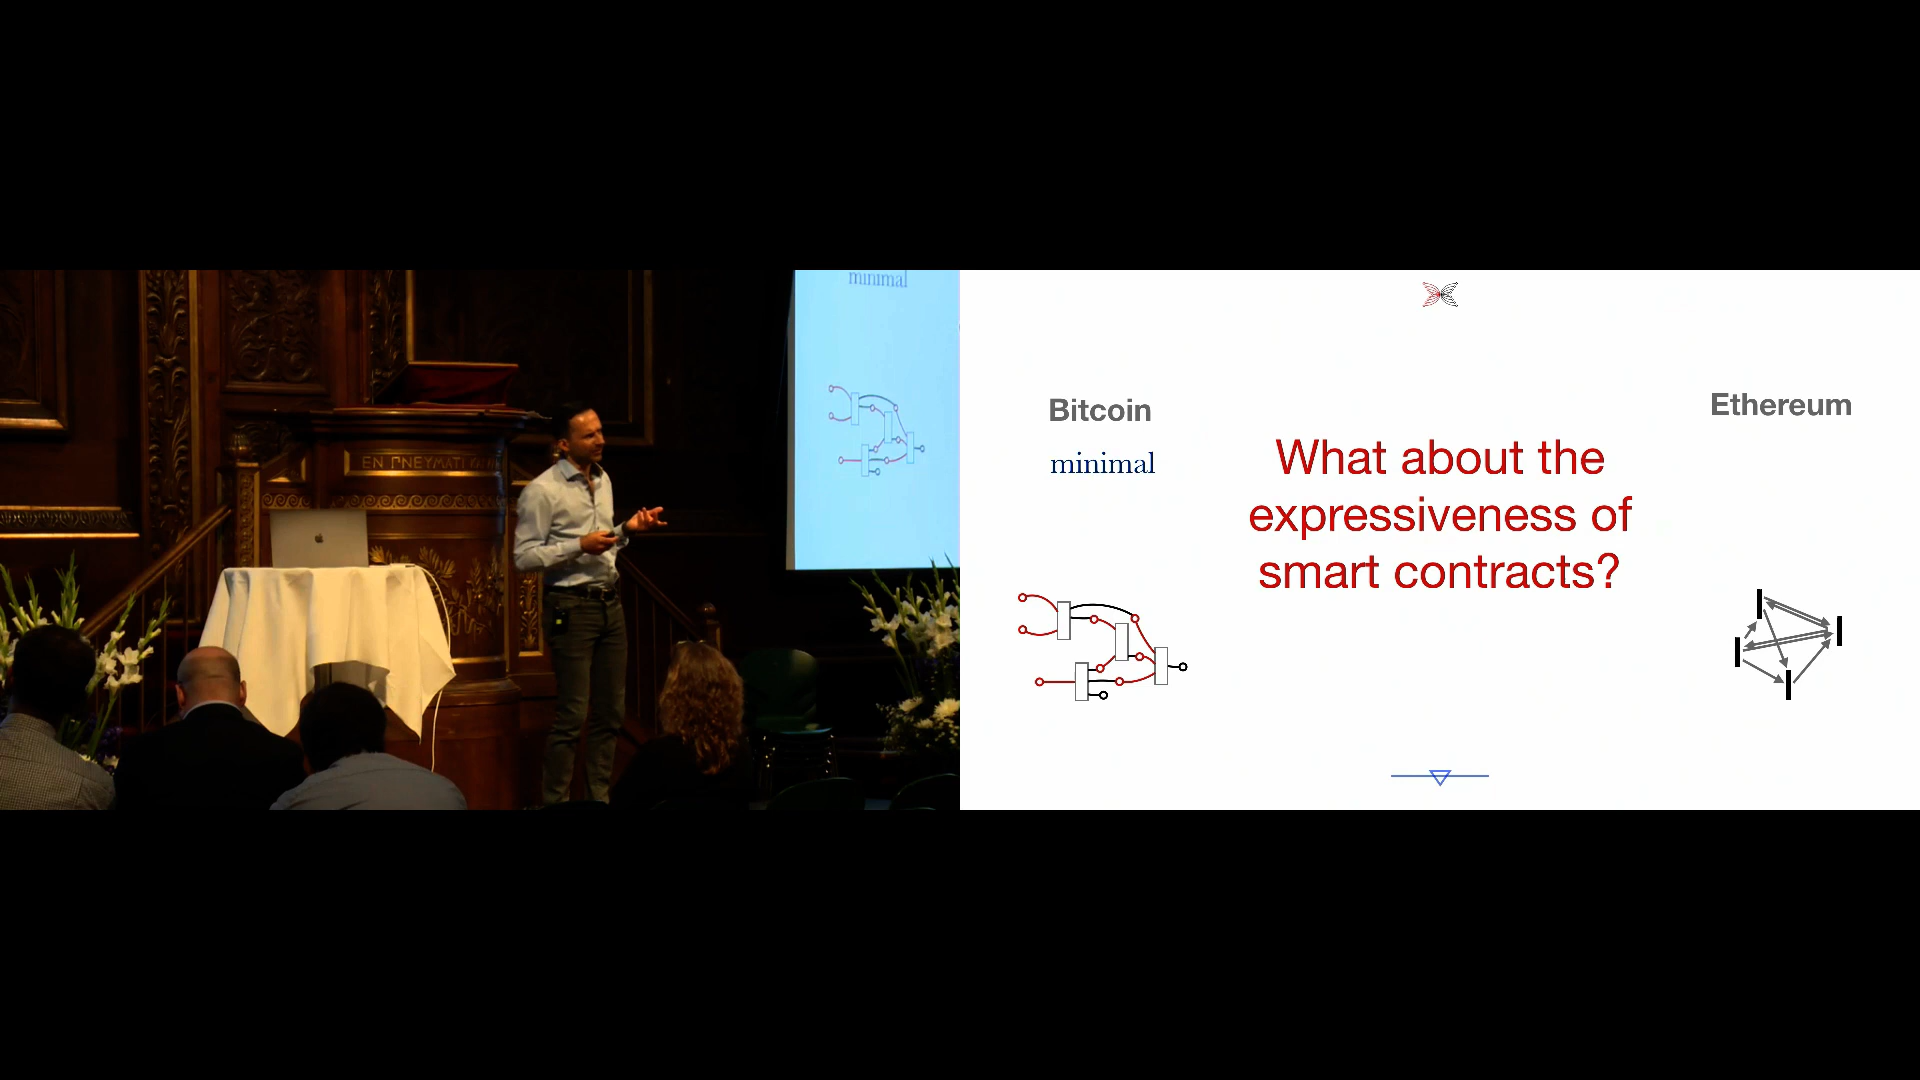 minimal
EN PNEYMATI
Bitcoin
minimal
What about the
expressiveness of
smart contracts?
Ethereum